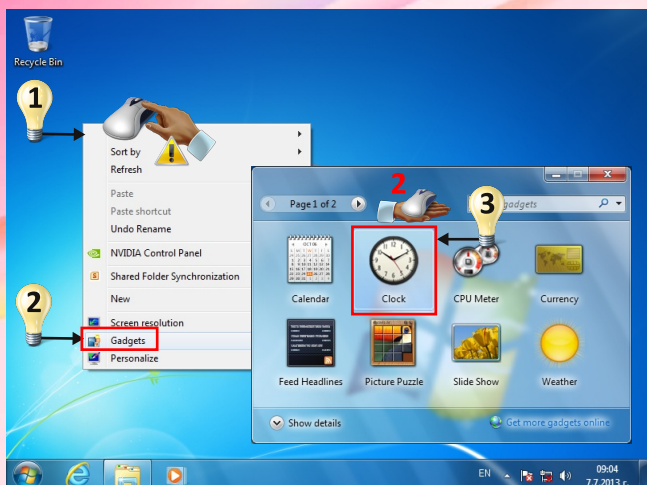 Recycle Bin
1
Sort by
Refresh
Paste
Paste shortcut
Undo Rename
NVIDIA Control Panel
Shared Folder Synchronization
New
2
Screen resolution
Gadgets
Personalize
Page 1 of 2
2
3
gadgets
OCT 06
Calendar
Clock
CPU Meter
Currency
Feed Headlines
Picture Puzzle
Slide Show
Weather
Show details
Get more gadgets online
EN
09:04
7.7.2013 г.